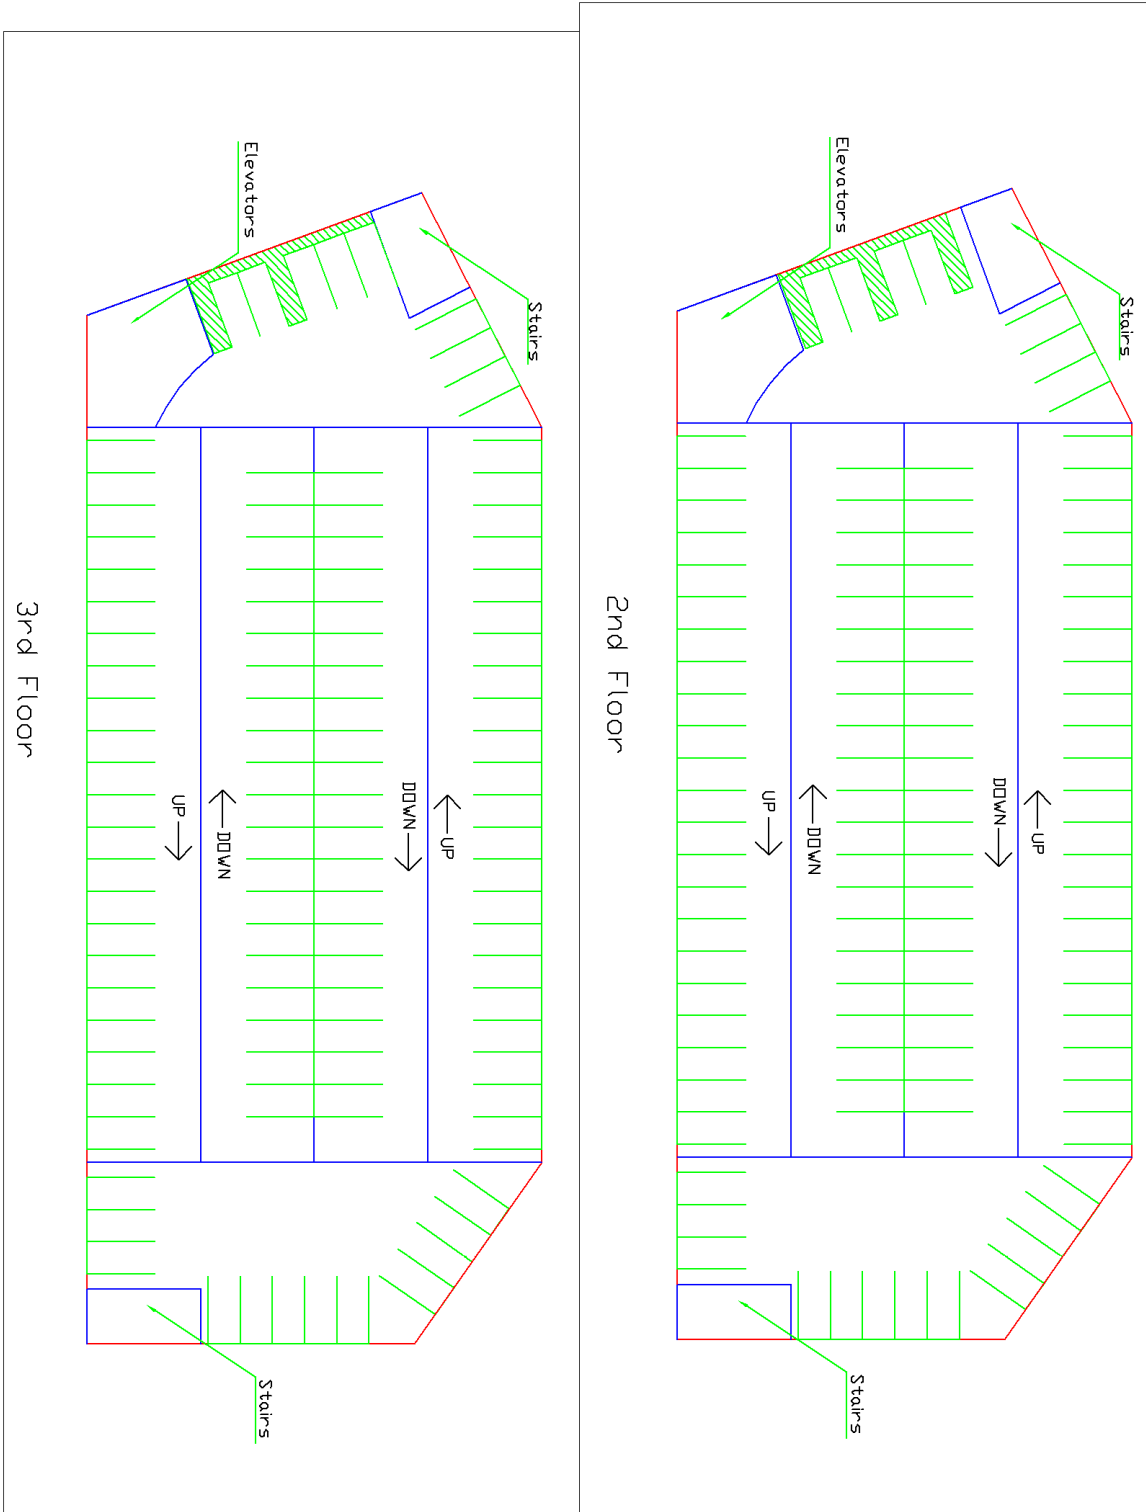 3rd Floor
Elevators
Stairs
UP
DOWN
DOWN
UP
Stairs
2nd Floor
Elevators
Stairs
UP
DOWN
DOWN
UP
Stairs